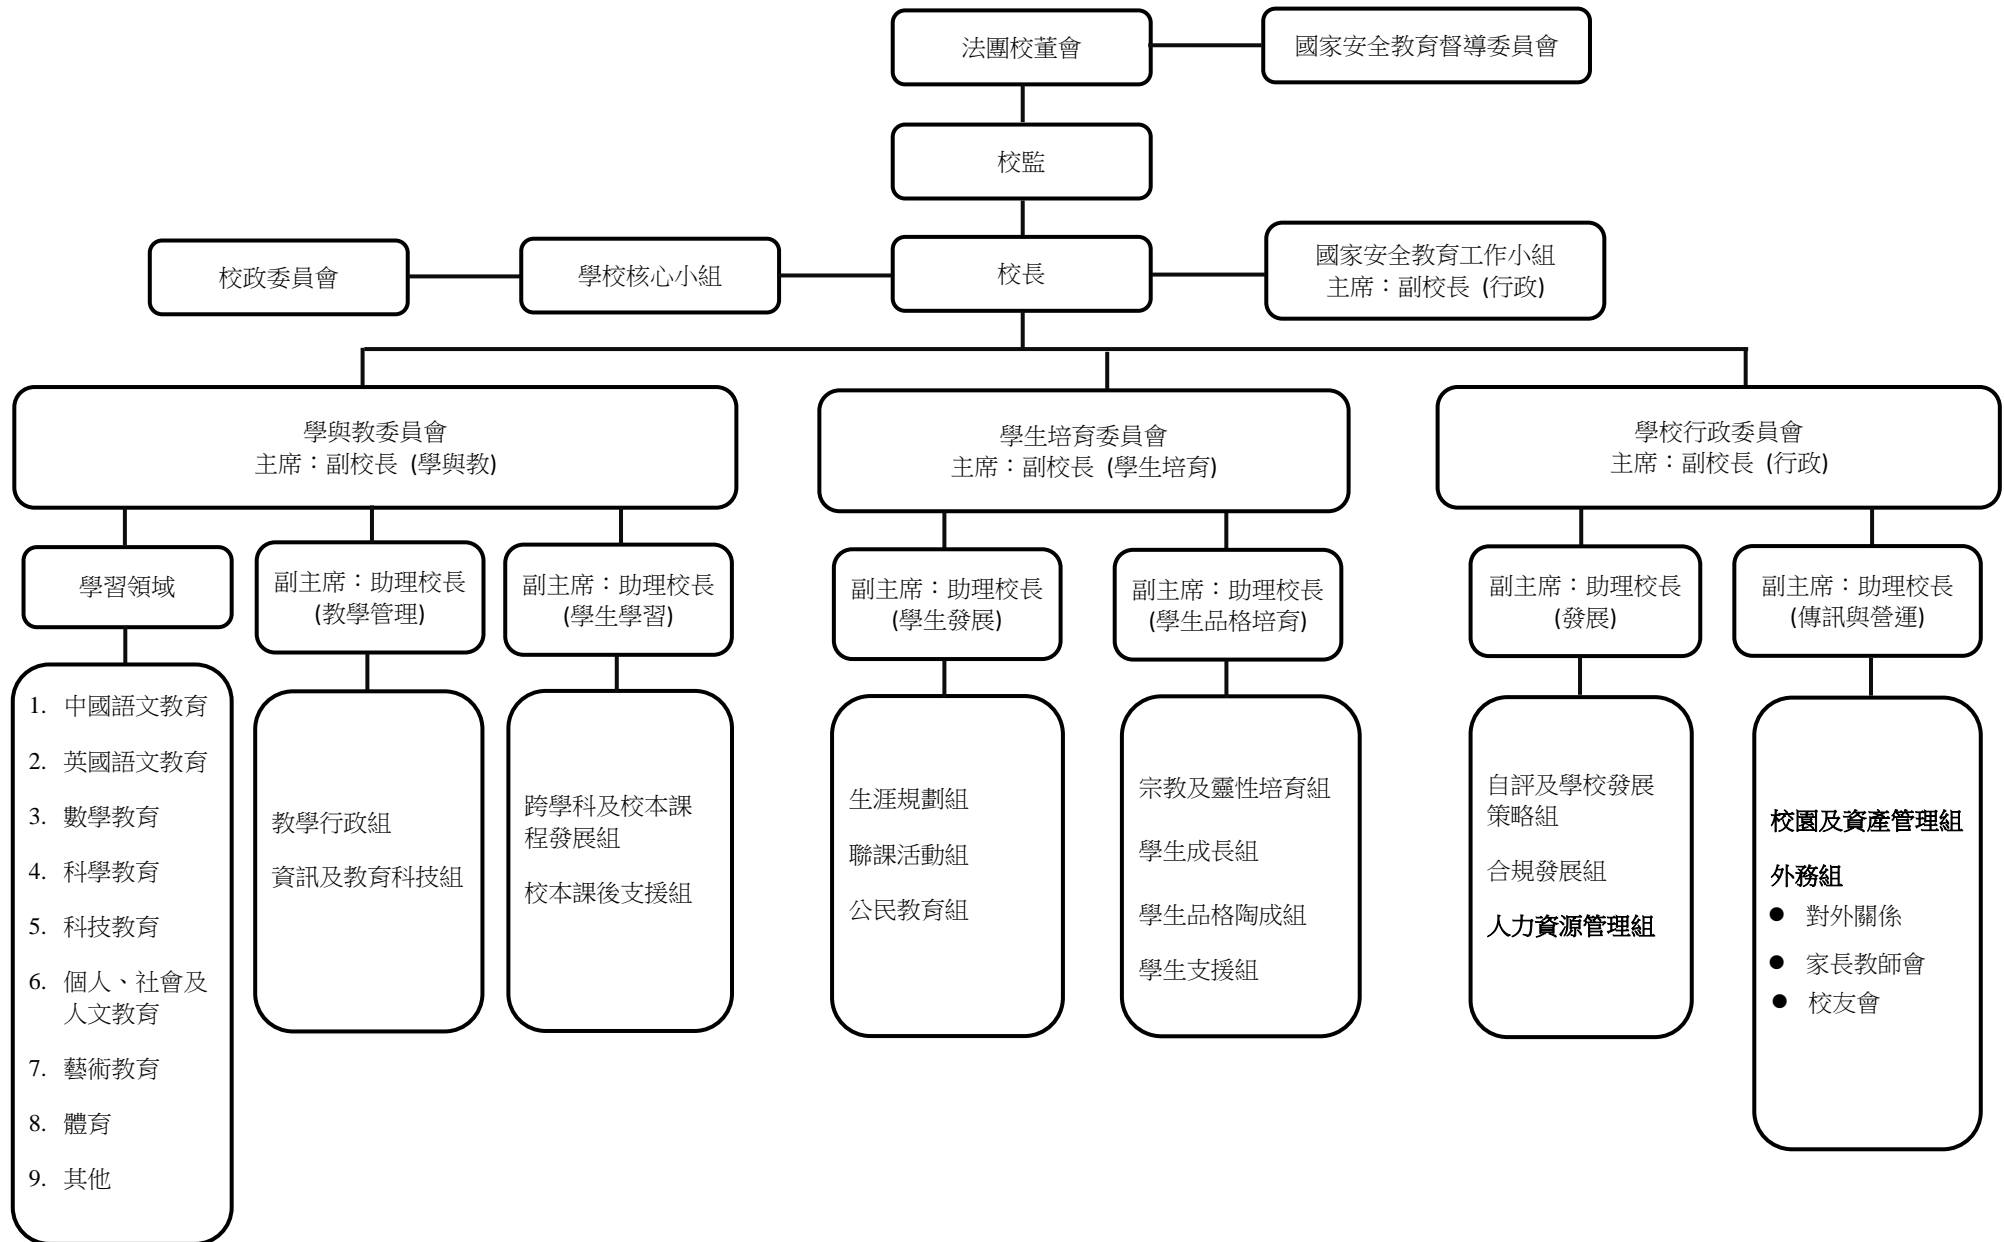 法團校董會
國家安全教育督導委員會
校監
校政委員會
學校核心小組
校長
國家安全教育工作小組
主席：副校長 (行政)
學與教委員會
主席：副校長 (學與教)
學生培育委員會
主席：副校長 (學生培育)
學校行政委員會
主席：副校長 (行政)
學習領域
副主席：助理校長
(教學管理)
副主席：助理校長
(學生學習)
副主席：助理校長
(學生發展)
副主席：助理校長
(學生品格培育)
副主席：助理校長
(發展)
副主席：助理校長
(傳訊與營運)
1. 中國語文教育
2. 英國語文教育
3. 數學教育
4. 科學教育
5. 科技教育
6. 個人、社會及
人文教育
7. 藝術教育
8. 體育
9. 其他
教學行政組
資訊及教育科技組
跨學科及校本課
程發展組
校本課後支援組
生涯規劃組
聯課活動組
公民教育組
宗教及靈性培育組
學生成長組
學生品格陶成組
學生支援組
自評及學校發展
策略組
合規發展組
人力資源管理組
校園及資產管理組
外務組
● 對外關係
● 家長教師會
● 校友會